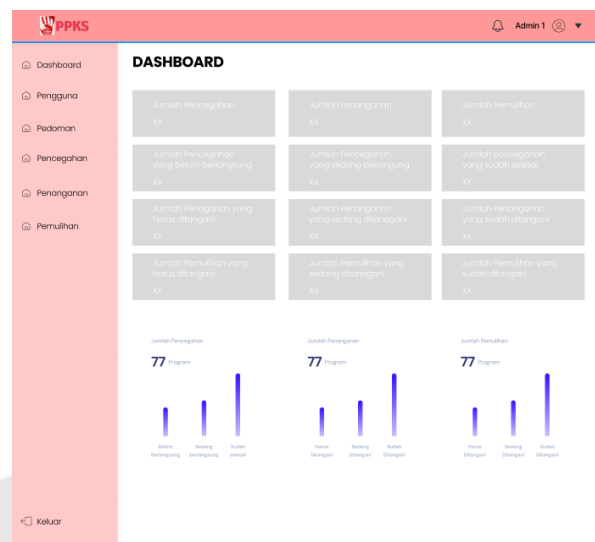 PPKS
Admin 1
Dashboard
Pengguna
Pedoman
Pencegahan
Penanganan
Pemulihan
Keluar
DASHBOARD
Jumlah Pencegahan
XX
Jumlah Penanganan
XX
Jumlah Pemulihan
XX
Jumlah Pencegahan
yang belum berlangsung
XX
Jumlah Pencegahan
yang sedang berlangung
XX
Jumlah pencegahan
yang sudah selesai
XX
Jumlah Penaganan yang
harus ditangani
XX
Jumlah Penanganan
yang sedang ditanagani
XX
Jumlah Penanganan
yang sudah ditangani
XX
Jumlah Pemulihan yang
harus ditangani
XX
Jumlah Pemulihan yang
sedang ditanagani
XX
Jumlah Pemulihan yang
sudah ditangani
XX
Jumlah Pencegahan
77 Program
Belum
Berlangsung
Sedang
berlangsung
Sudah
selesai
Jumlah Penanganan
77 Program
Harus
Ditangani
Sedang
Ditangani
Sudah
Ditangani
Jumlah Pemulihan
77 Program
Harus
Ditangani
Sedang
Ditangani
Sudah
Ditangani